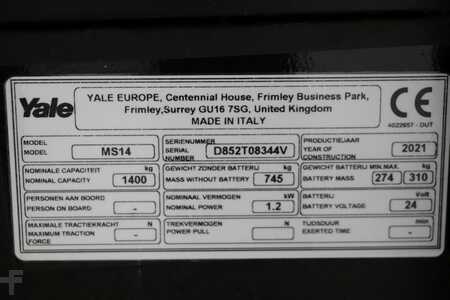 Yale
YALE EUROPE, Centennial House, Frimley Business Park,
Frimley,Surrey GU16 7SG, United Kingdom
MADE IN ITALY
CE
4022657 - DUT
MODEL
MODEL
MS14
SERIENUMMER
SERIAL
NUMBER
D852T08344V
PRODUCTIEJAAR
YEAR OF
CONSTRUCTION
2021
NOMINALE CAPACITEIT kg
NOMINAL CAPACITY 1400
GEWICHT ZONDER BATTERIJ kg
MASS WITHOUT BATTERY 745
GEWICHT BATTERIJ MIN.MAX. kg
BATTERY MASS 274 310
PERSONEN AAN BOORD
PERSON ON BOARD -
NOMINAAL VERMOGEN kW
NOMINAL POWER 1.2
BATTERIJ Volt
BATTERY VOLTAGE 24
MAXIMALE TRACTIEKRACHT N
MAXIMUM TRACTION
FORCE -
TREKVERMOGEN N
POWER PULL -
TIJDSDUUR min
EXERTED TIME -